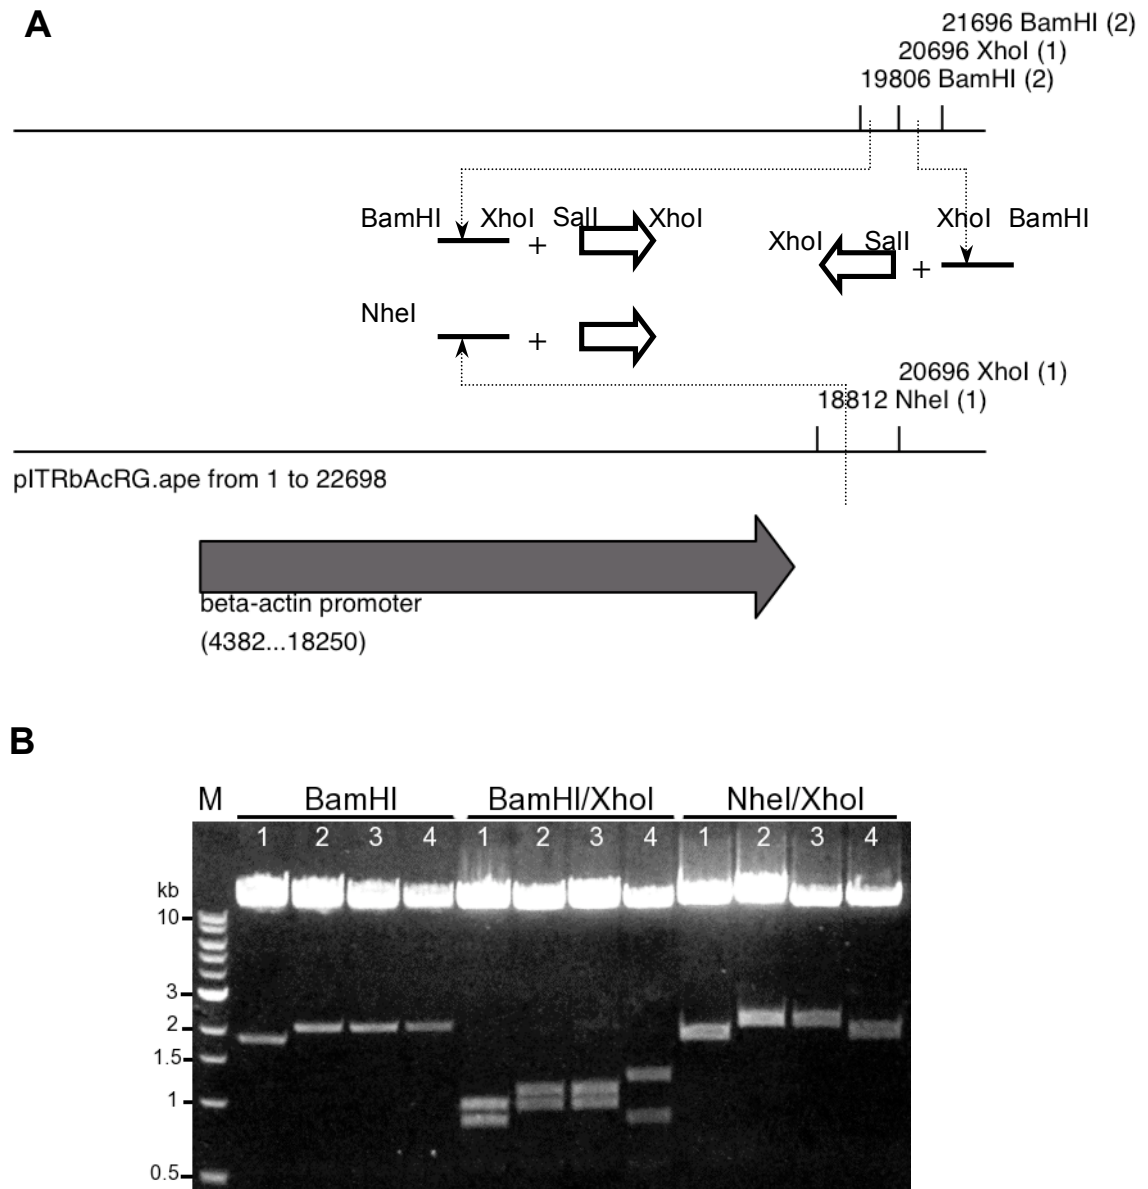 A
21696 BamHI (2)
20696 XhoI (1)
19806 BamHI (2)
BamHI XhoI SalI XhoI
XhoI BamHI
XhoI SalI
+
+
NheI
+
20696 XhoI (1)
18812 NheI (1)
pITRbAcRG.ape from 1 to 22698
beta-actin promoter
(4382...18250)
B
M BamHI BamHI/XhoI NheI/XhoI
1 2 3 4 1 2 3 4 1 2 3 4
kb
10
3
2
1.5
1
0.5